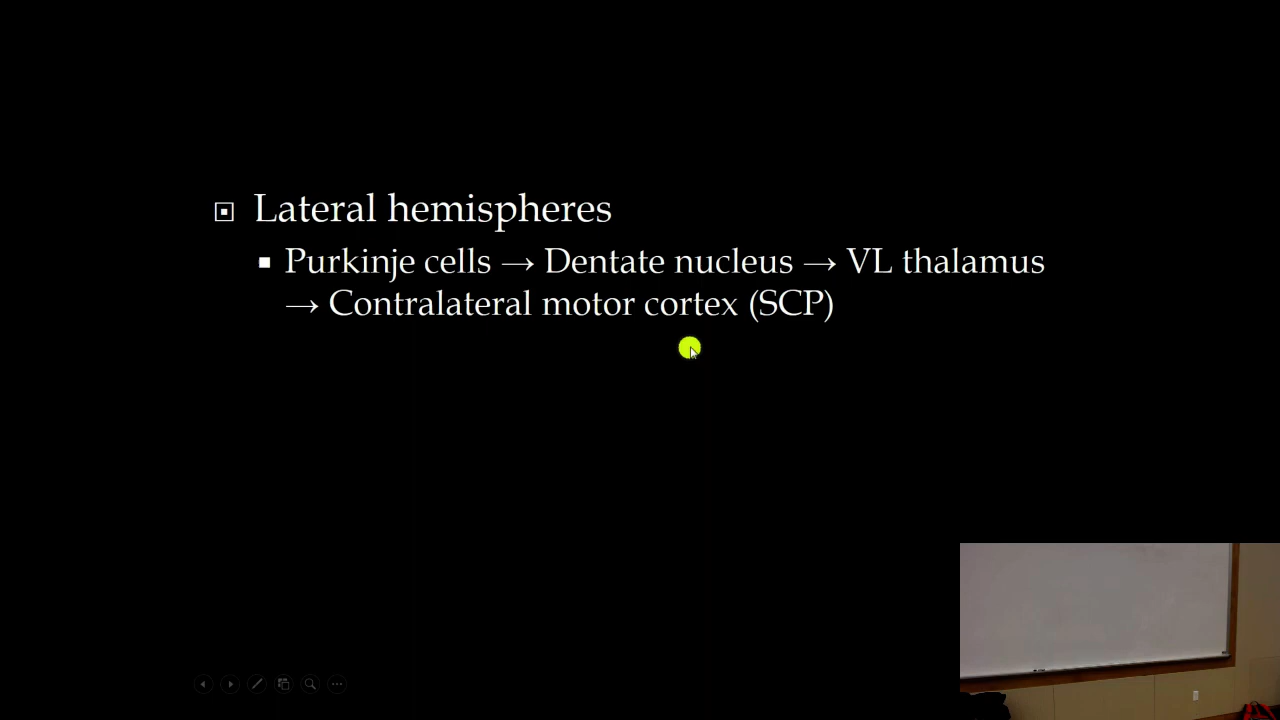 Lateral hemispheres
Purkinje cells → Dentate nucleus → VL thalamus
→ Contralateral motor cortex (SCP)